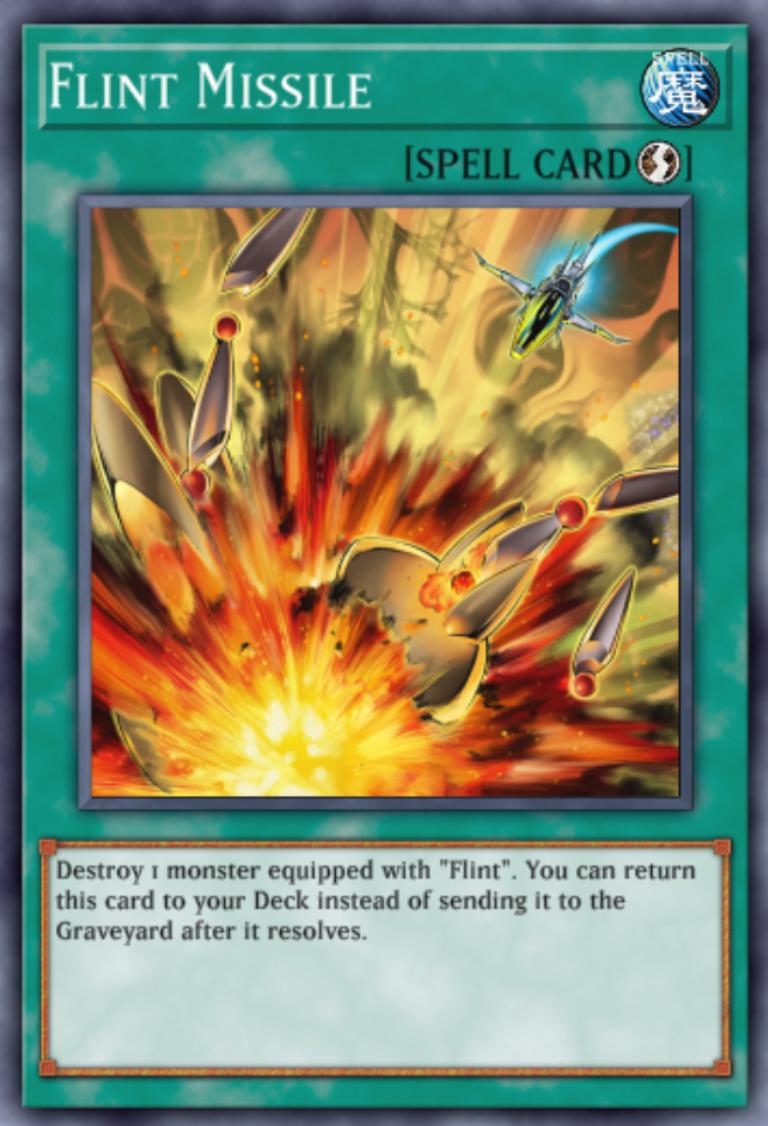 FLINT MISSILE
SPELL
魔
[SPELL CARD]
Destroy 1 monster equipped with "Flint". You can return
this card to your Deck instead of sending it to the
Graveyard after it resolves.